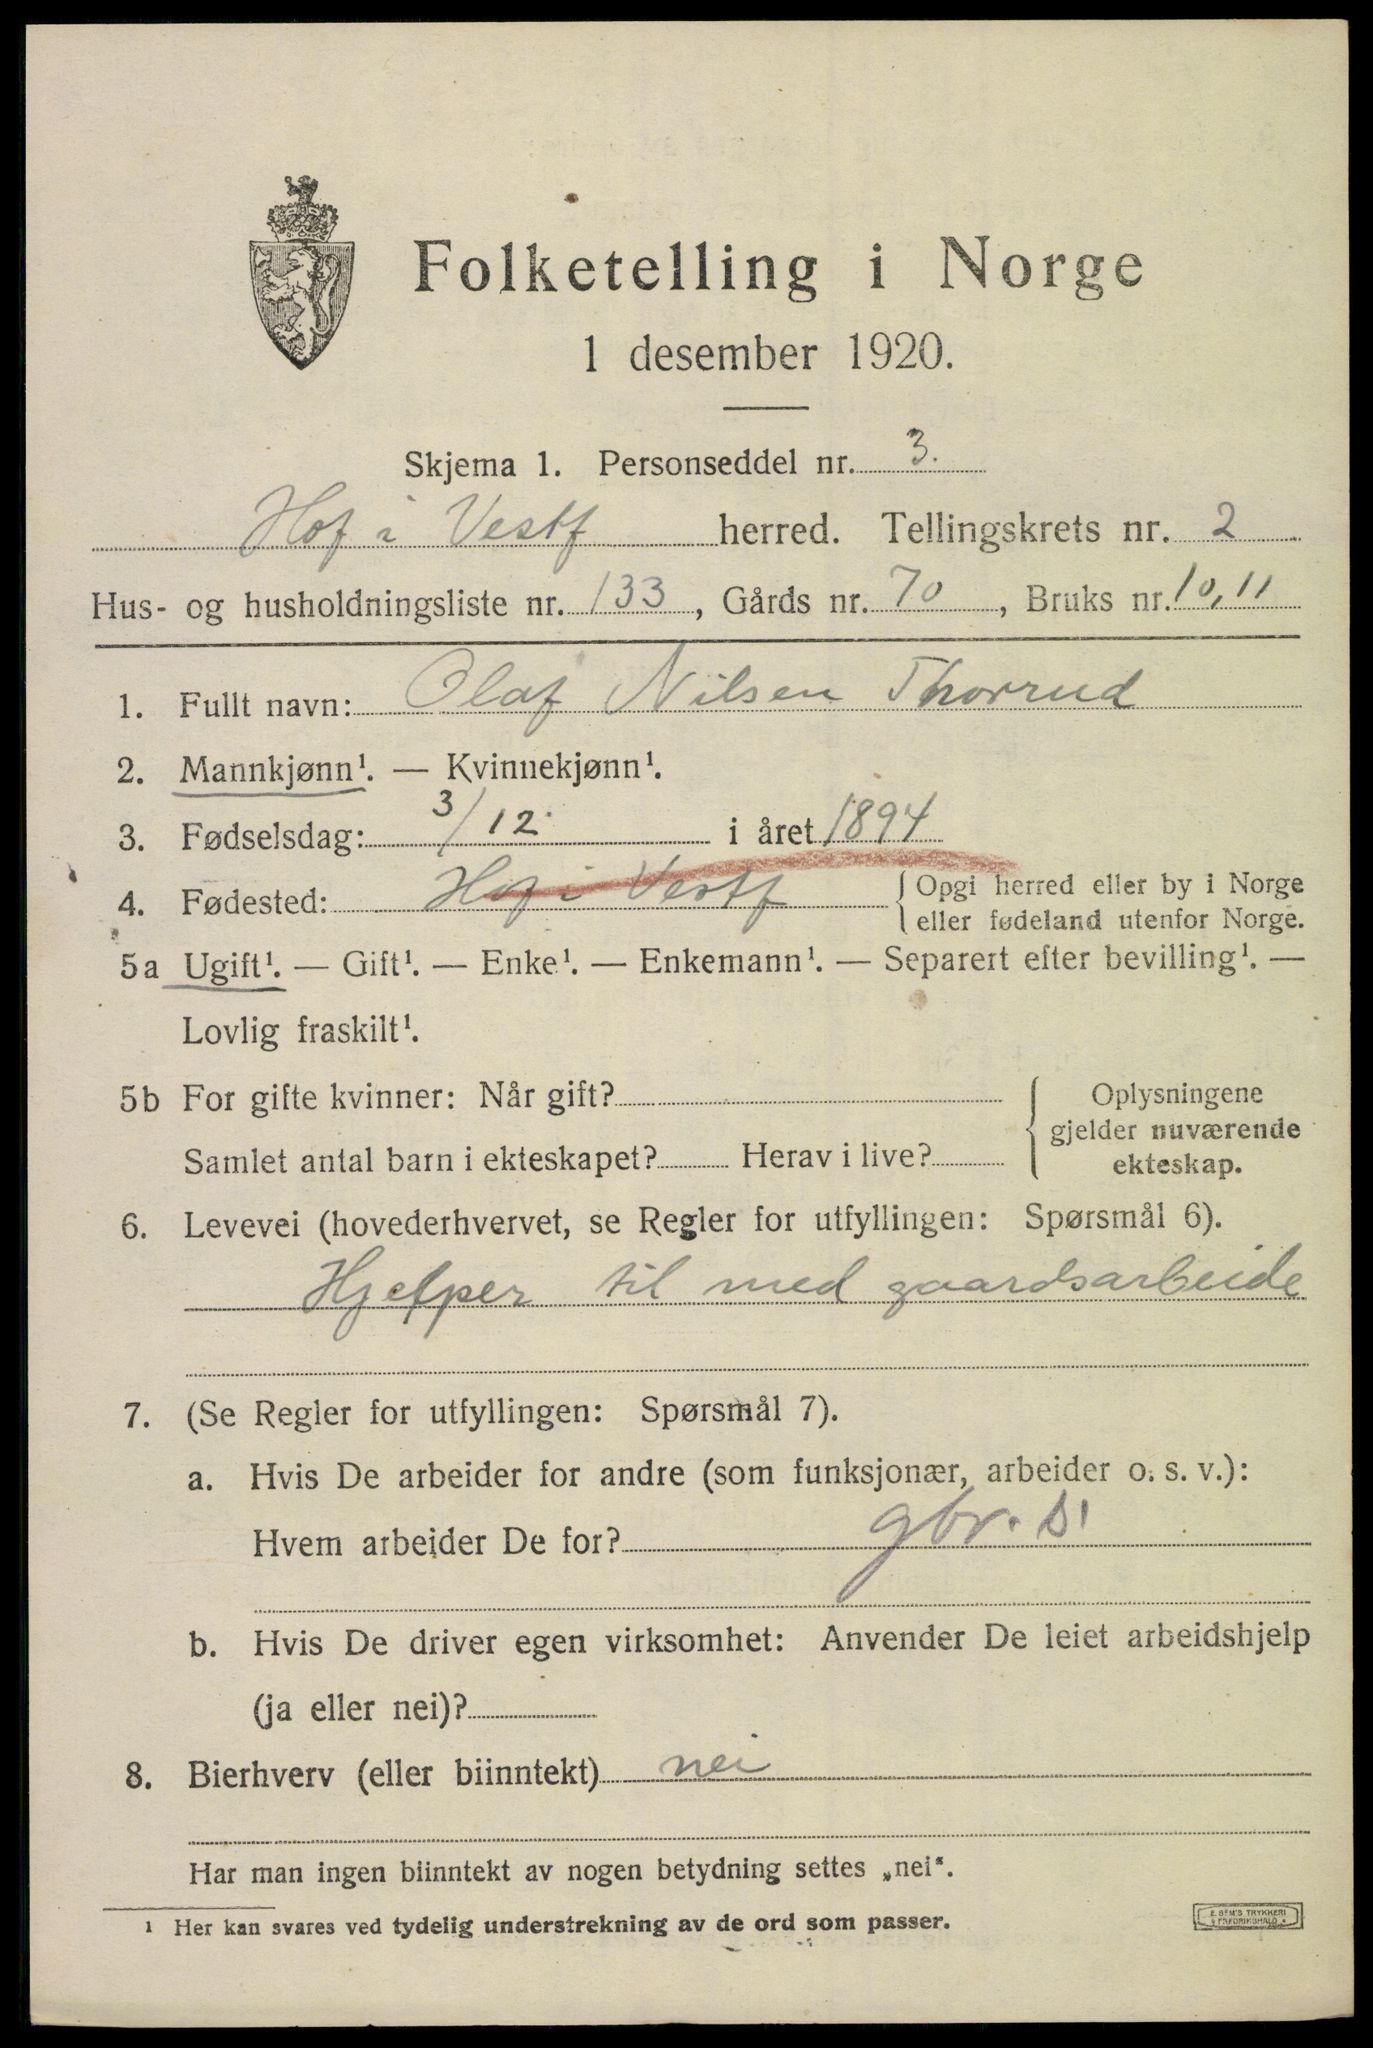 Folketelling i Norge
1 desember 1920.
Skjema 1. Personseddel nr. 3.
Hof i Vestf herred. Tellingskrets nr. 2
Hus- og husholdningsliste nr. 133, Gårds nr. 70, Bruks nr. 10, 11
1. Fullt navn: Olaf Nilsen Thorrud
2. Mannkjønn¹. — Kvinnekjønn¹.
3. Fødselsdag: 3/12 i året 1894
4. Fødested: Hof i Vestf { Opgi herred eller by i Norge
eller fødeland utenfor Norge.
5a Ugift¹. — Gift¹. — Enke¹. — Enkemann¹. — Separert efter bevilling¹. —
Lovlig fraskilt¹.
5b For gifte kvinner: Når gift?
Samlet antal barn i ekteskapet? Herav i live?
{ Oplysningene
gjelder nuværende
ekteskap.
6. Levevei (hovederhvervet, se Regler for utfyllingen: Spørsmål 6).
Hjelper til med gaardsarbeide
7. (Se Regler for utfyllingen: Spørsmål 7).
a. Hvis De arbeider for andre (som funksjonær, arbeider o. s. v.):
Hvem arbeider De for? gbr.
b. Hvis De driver egen virksomhet: Anvender De leiet arbeidshjelp
(ja eller nei)?
8. Bierhverv (eller biinntekt) nei
Har man ingen biinntekt av nogen betydning settes „nei“.
¹ Her kan svares ved tydelig understrekning av de ord som passer.
E. SEM'S TRYKKERI
FREDRIKSHALD